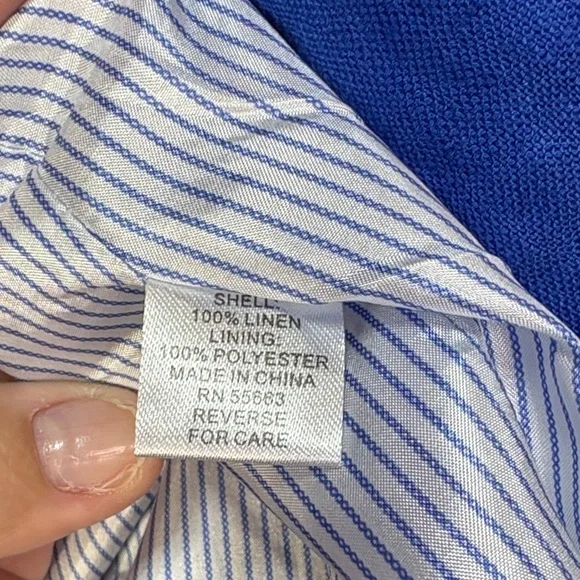 SHELL:
100% LINEN
LINING:
100% POLYESTER
MADE IN CHINA
RN 55663
REVERSE
FOR CARE